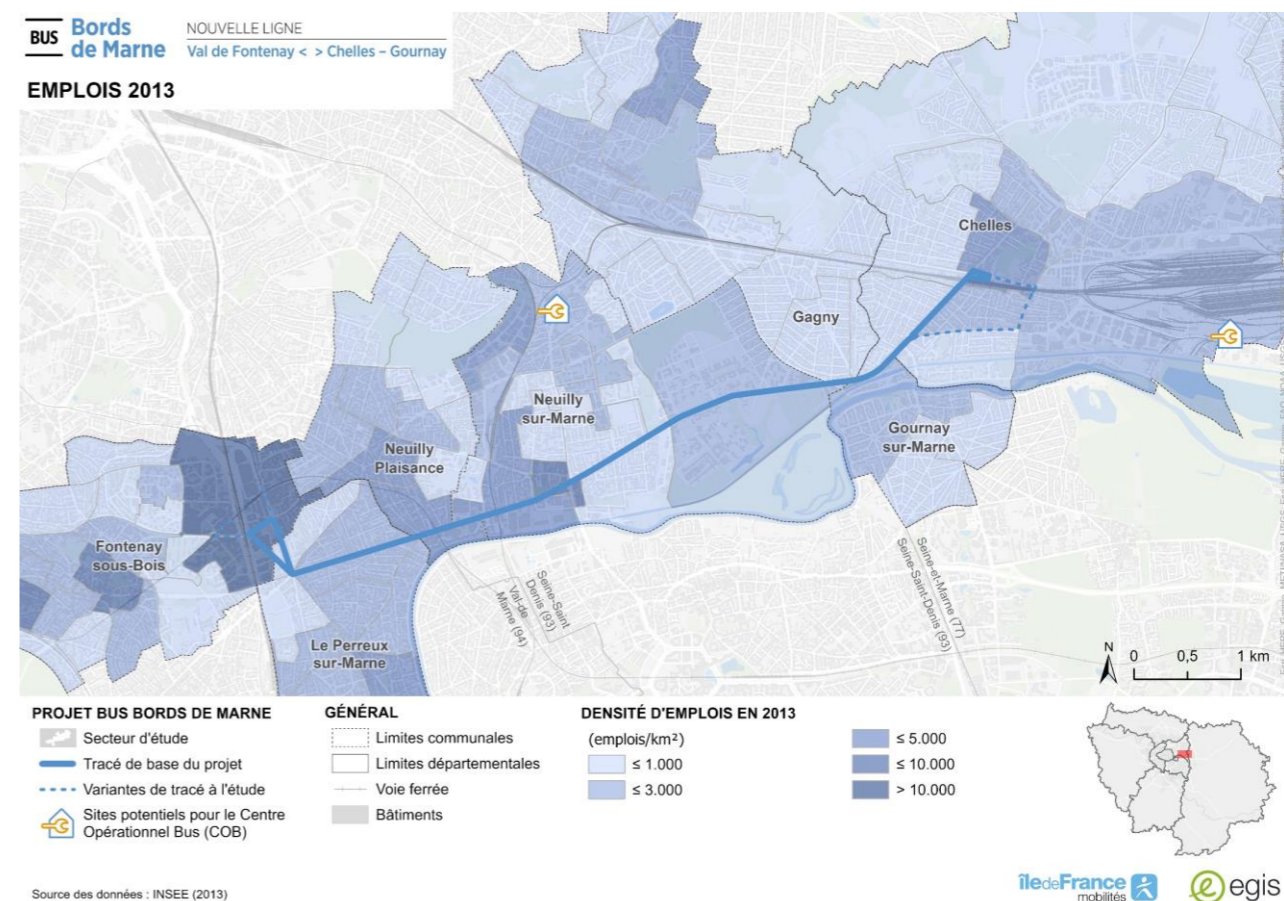 BUS Bords
de Marne
NOUVELLE LIGNE
Val de Fontenay < > Chelles – Gournay
EMPLOIS 2013
Chelles
Gagny
Neuilly
sur-Marne
Gournay
sur-Marne
Neuilly
Plaisance
Fontenay
sous-Bois
Le Perreux
sur-Marne
Seine-Saint
Denis (93)
Val-de
Marne (94)
Seine-et-Marne (77)
Seine-Saint-Denis (93)
N
0 0,5 1 km
PROJET BUS BORDS DE MARNE
Secteur d'étude
Tracé de base du projet
Variantes de tracé à l'étude
Sites potentiels pour le Centre
Opérationnel Bus (COB)
GÉNÉRAL
Limites communales
Limites départementales
Voie ferrée
Bâtiments
DENSITÉ D'EMPLOIS EN 2013
(emplois/km²)
≤ 1.000
≤ 3.000
≤ 5.000
≤ 10.000
> 10.000
Source des données : INSEE (2013)
îledeFrance
mobilités
egis